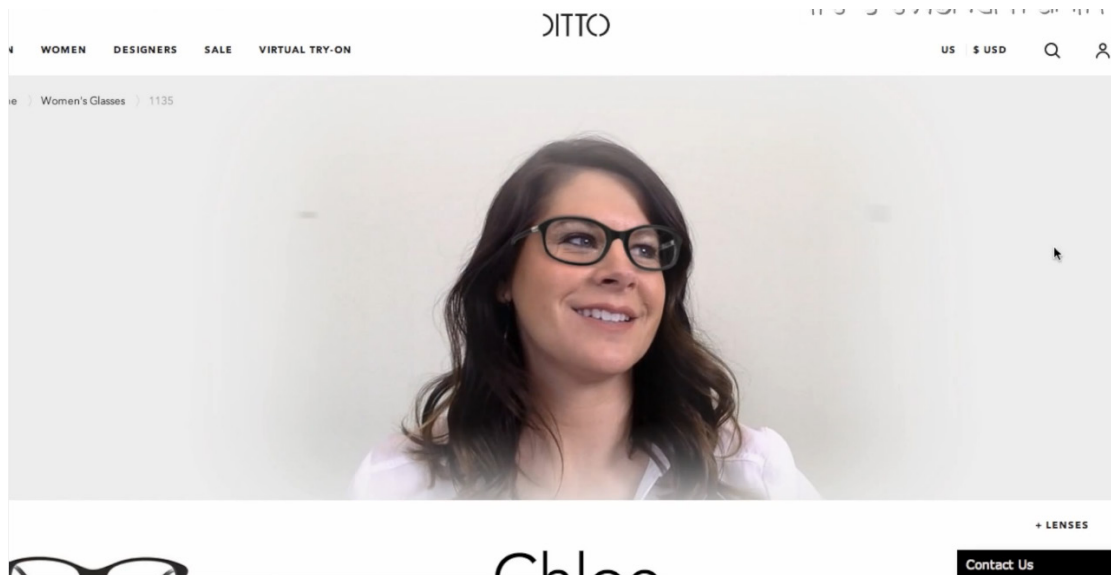 DITTO
WOMEN DESIGNERS SALE VIRTUAL TRY-ON US $ USD
Women's Glasses 1135
+ LENSES
Chloe
Contact Us